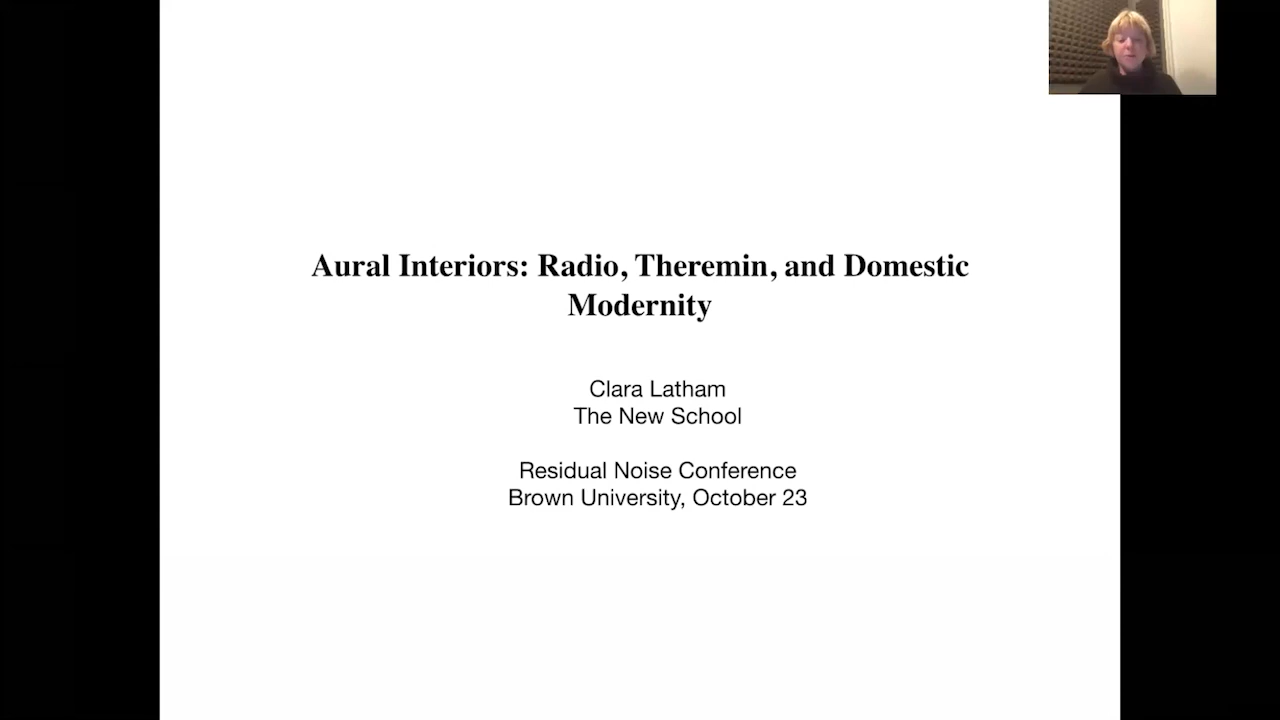 Aural Interiors: Radio, Theremin, and Domestic
Modernity
Clara Latham
The New School
Residual Noise Conference
Brown University, October 23